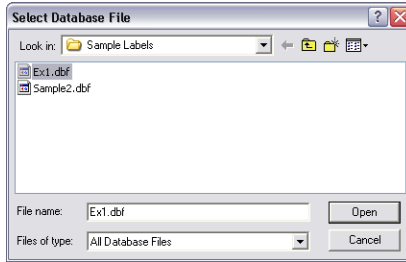 Select Database File
Look in: Sample Labels
Ex1.dbf
Sample2.dbf
File name: Ex1.dbf Open
Files of type: All Database Files Cancel